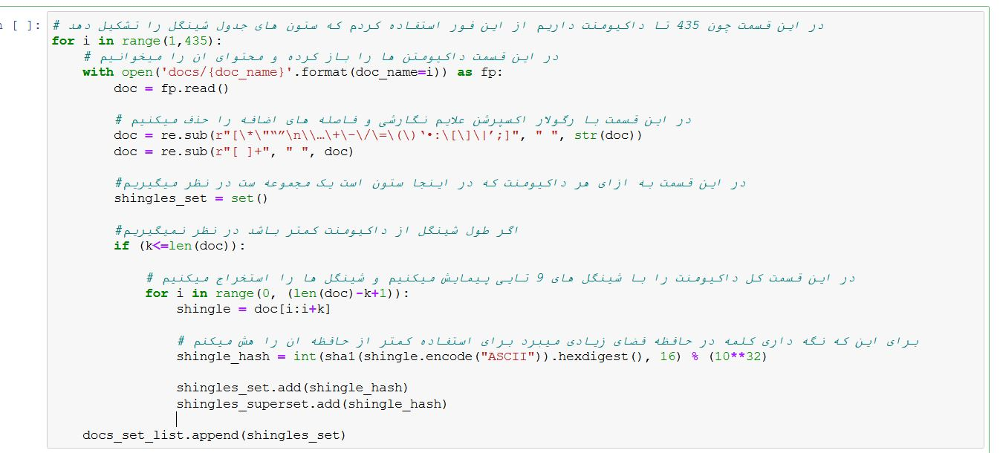 [ ]:
# در این قسمت چون 435 تا داکیومنت داریم از این فور استفاده کردم که ستون های جدول شینگل را تشکیل دهد
for i in range(1,435):
    # در این قسمت داکیومتن ها را باز کرده و محتوای ان را میخوانیم
    with open('docs/{doc_name}'.format(doc_name=i)) as fp:
        doc = fp.read()
        # در این قسمت با رگولار اکسپرشن علایم نگارشی و فاصله های اضافه را حذف میکنیم
        doc = re.sub(r"[\*\"“”\n\\…\+\-\/\=\(\)‘•:\[\]\|’;]", " ", str(doc))
        doc = re.sub(r"[ ]+", " ", doc)
        #در این قسمت به ازای هر داکیومنت که در اینجا ستون است یک مجموعه ست در نظر میگیریم
        shingles_set = set()
        #اگر طول شینگل از داکیومنت کمتر باشد در نظر نمیگیریم
        if (k<=len(doc)):
            # در این قسمت کل داکیومنت را با شینگل های 9 تایی پیمایش میکنیم و شینگل ها را استخراج میکنیم
            for i in range(0, (len(doc)-k+1)):
                shingle = doc[i:i+k]
                # برای این که نگه داری کلمه در حافظه فضای زیادی میبرد برای استفاده کمتر از حافظه ان را هش میکنم
                shingle_hash = int(sha1(shingle.encode("ASCII")).hexdigest(), 16) % (10**32)
                shingles_set.add(shingle_hash)
                shingles_superset.add(shingle_hash)
    docs_set_list.append(shingles_set)